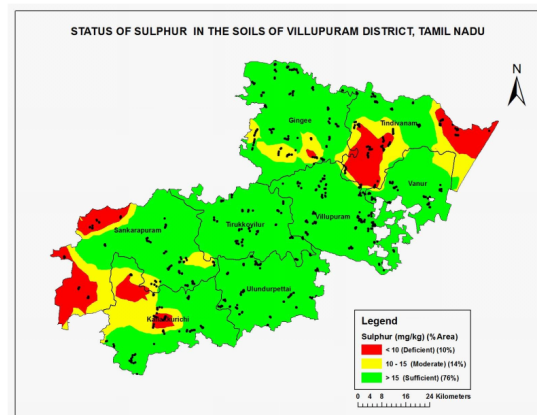 STATUS OF SULPHUR IN THE SOILS OF VILLUPURAM DISTRICT, TAMIL NADU
N
Gingee
Tindivanam
Vanur
Sankarapuram
Tirukkoyilur
Villupuram
Ulundurpettai
Legend
Sulphur (mg/kg) (%Area)
< 10 (Deficient) (10%)
10 - 15 (Moderate) (14%)
> 15 (Sufficient) (76%)
0 4 8 16 24 Kilometers